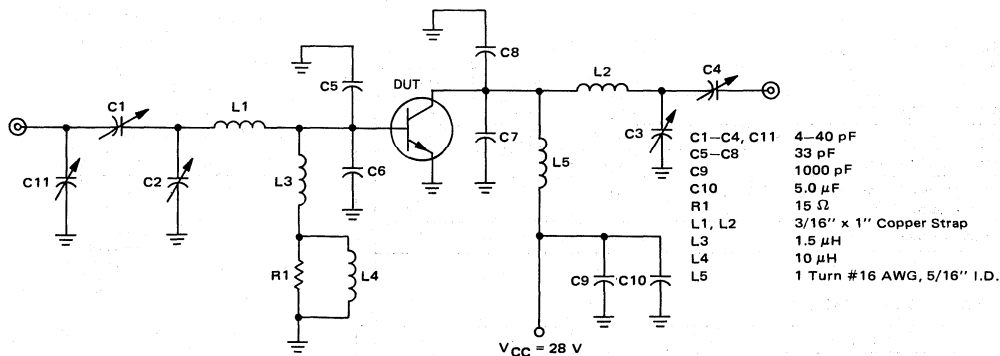 C8
DUT
C5
L2
C4
C1
L1
C3
C7
C11
C2
L3
C6
L5
R1
L4
C9
C10
VCC = 28 V
C1–C4, C11 4–40 pF
C5–C8 33 pF
C9 1000 pF
C10 5.0 μF
R1 15 Ω
L1, L2 3/16'' x 1'' Copper Strap
L3 1.5 μH
L4 10 μH
L5 1 Turn #16 AWG, 5/16'' I.D.